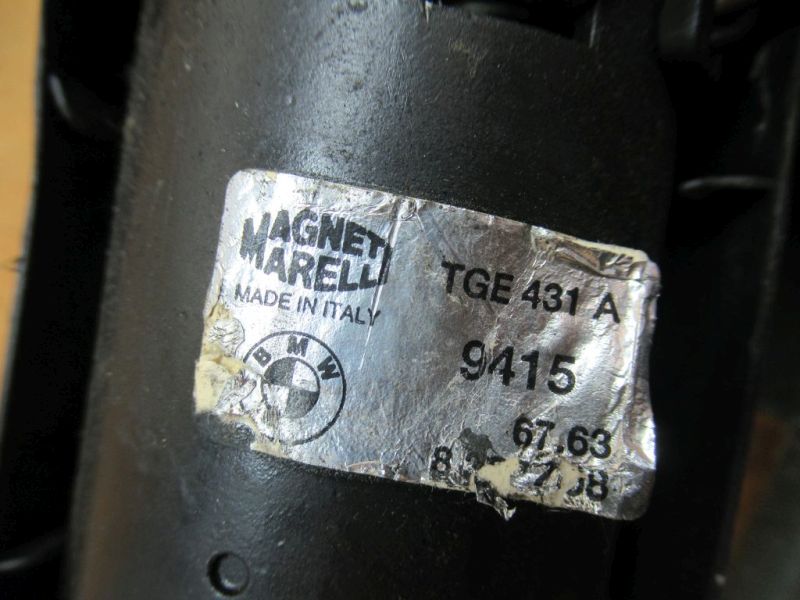 MAGNETI
MARELLI
MADE IN ITALY
BMW
TGE 431 A
9415
67.63